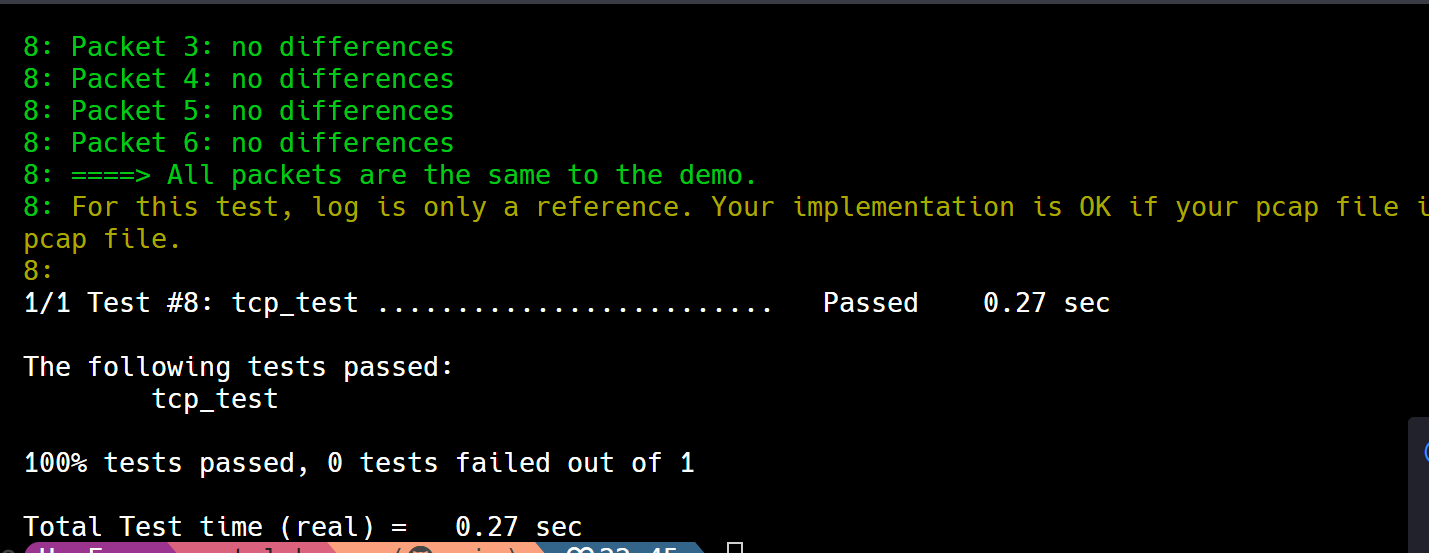 8: Packet 3: no differences
8: Packet 4: no differences
8: Packet 5: no differences
8: Packet 6: no differences
8: ====> All packets are the same to the demo.
8: For this test, log is only a reference. Your implementation is OK if your pcap file i
pcap file.
8:
1/1 Test #8: tcp_test .........................   Passed    0.27 sec
The following tests passed:
        tcp_test
100% tests passed, 0 tests failed out of 1
Total Test time (real) =   0.27 sec